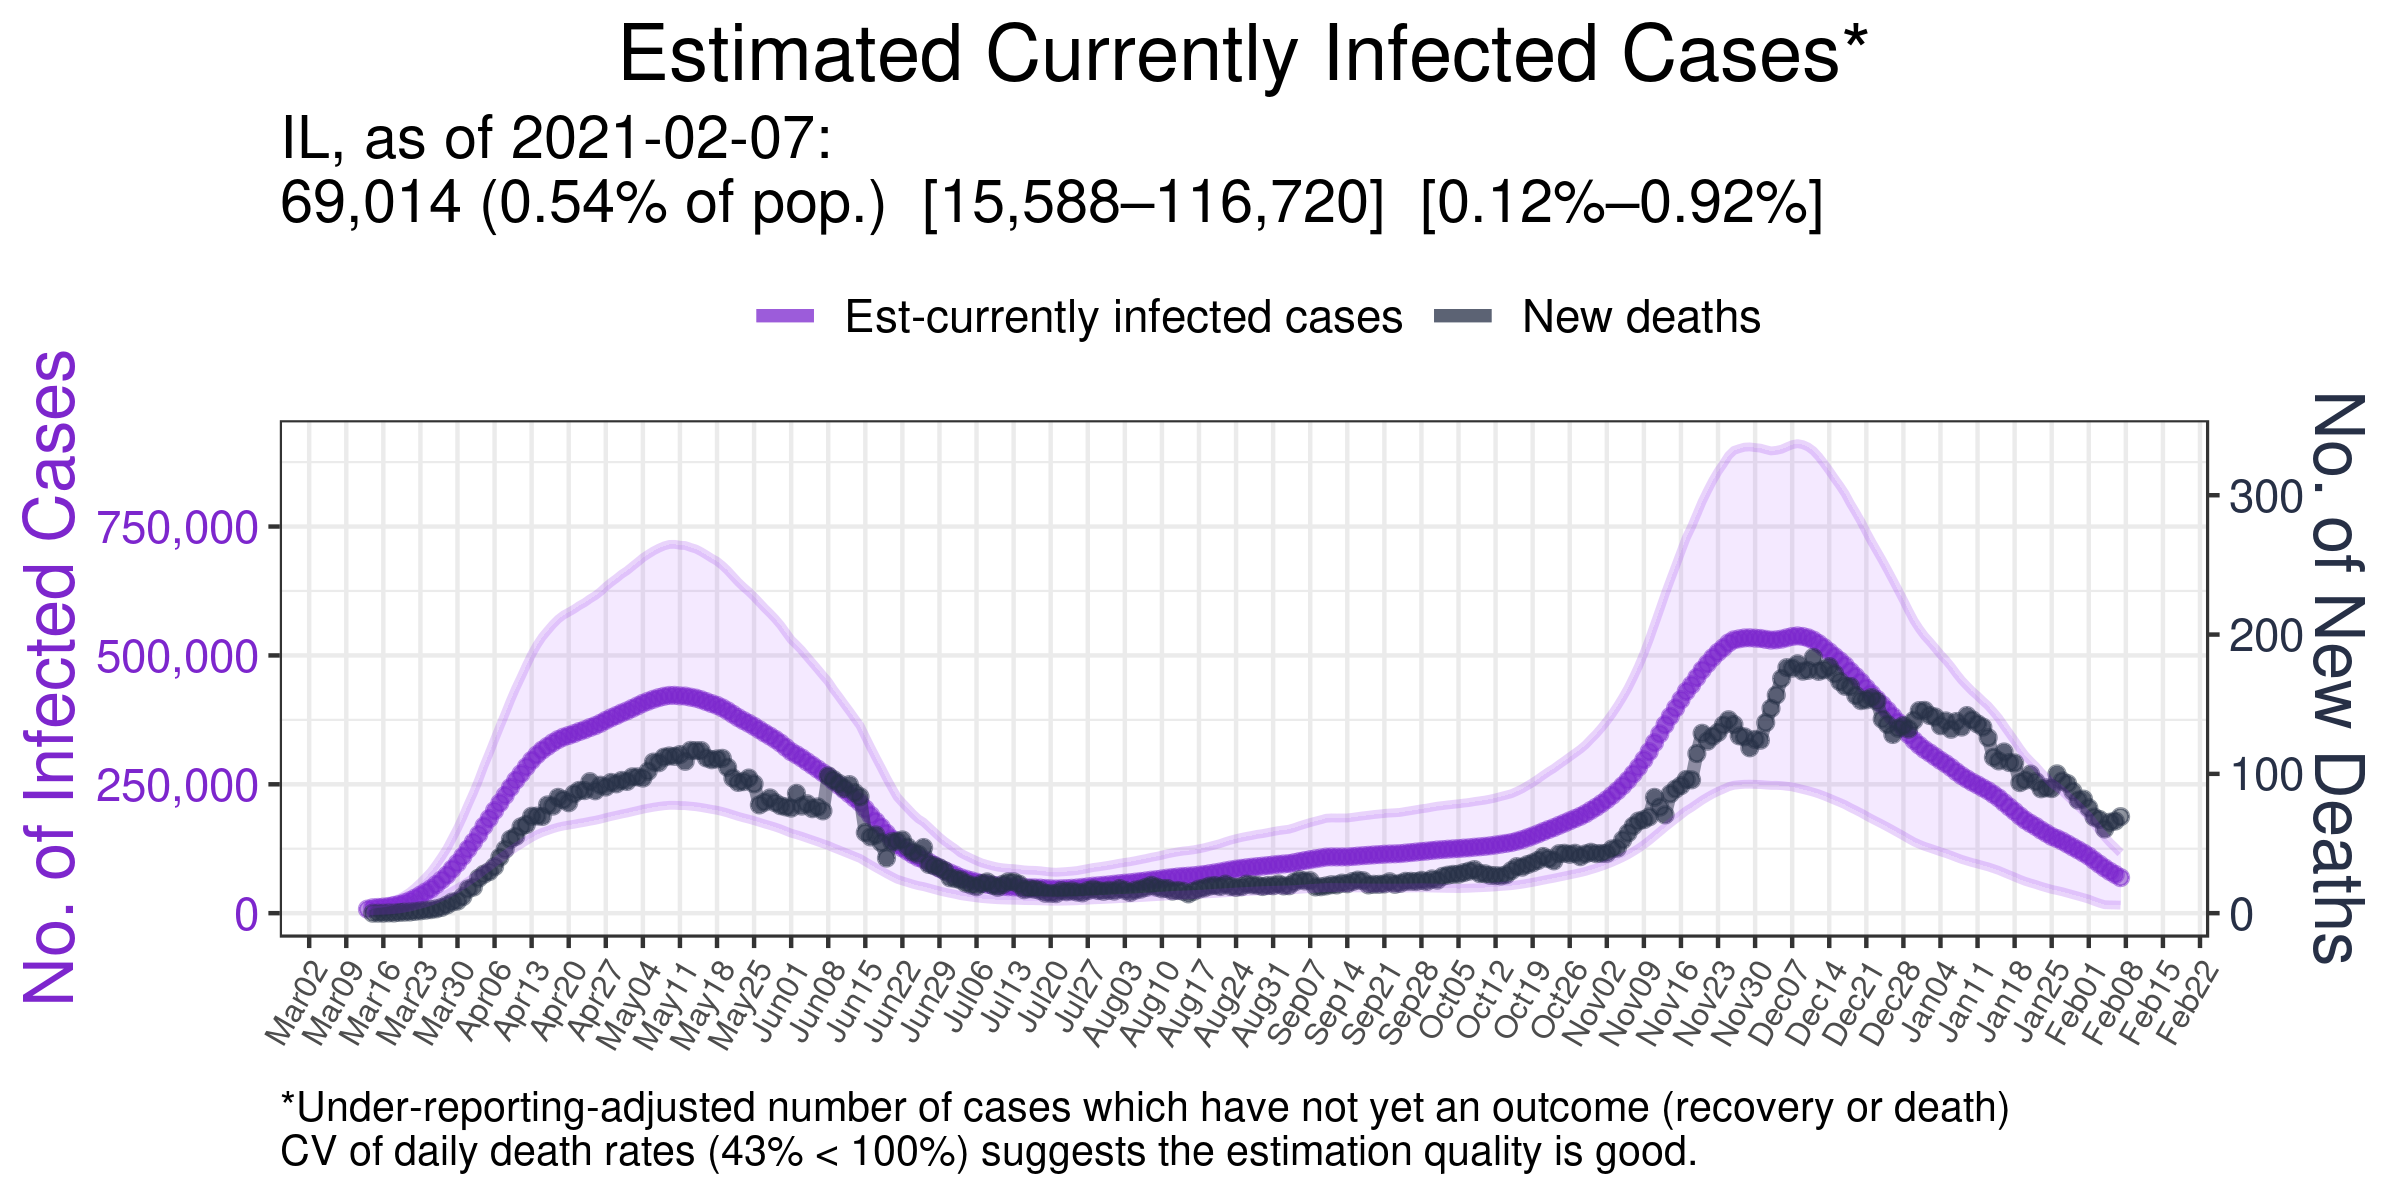 Estimated Currently Infected Cases*
IL, as of 2021-02-07:
69,014 (0.54% of pop.) [15,588–116,720] [0.12%–0.92%]
Est-currently infected cases
New deaths
No. of Infected Cases
750,000
500,000
250,000
0
300
200
100
0
No. of New Deaths
Mar02
Mar09
Mar16
Mar23
Mar30
Apr06
Apr13
Apr20
Apr27
May04
May11
May18
May25
Jun01
Jun08
Jun15
Jun22
Jun29
Jul06
Jul13
Jul20
Jul27
Aug03
Aug10
Aug17
Aug24
Aug31
Sep07
Sep14
Sep21
Sep28
Oct05
Oct12
Oct19
Oct26
Nov02
Nov09
Nov16
Nov23
Nov30
Dec07
Dec14
Dec21
Dec28
Jan04
Jan11
Jan18
Jan25
Feb01
Feb08
Feb15
Feb22
*Under-reporting-adjusted number of cases which have not yet an outcome (recovery or death)
CV of daily death rates (43% < 100%) suggests the estimation quality is good.